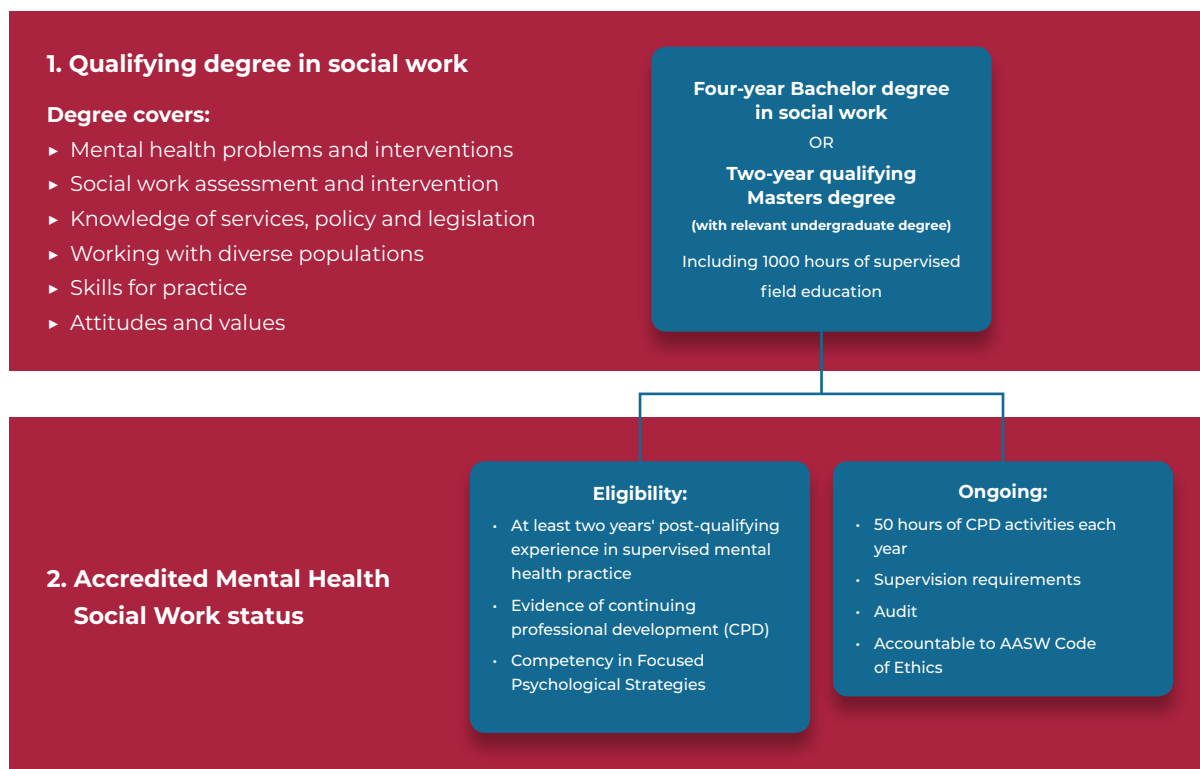 1. Qualifying degree in social work
Degree covers:
▸ Mental health problems and interventions
▸ Social work assessment and intervention
▸ Knowledge of services, policy and legislation
▸ Working with diverse populations
▸ Skills for practice
▸ Attitudes and values
Four-year Bachelor degree
in social work
OR
Two-year qualifying
Masters degree
(with relevant undergraduate degree)
Including 1000 hours of supervised
field education
2. Accredited Mental Health
Social Work status
Eligibility:
• At least two years' post-qualifying
experience in supervised mental
health practice
• Evidence of continuing
professional development (CPD)
• Competency in Focused
Psychological Strategies
Ongoing:
• 50 hours of CPD activities each
year
• Supervision requirements
• Audit
• Accountable to AASW Code
of Ethics